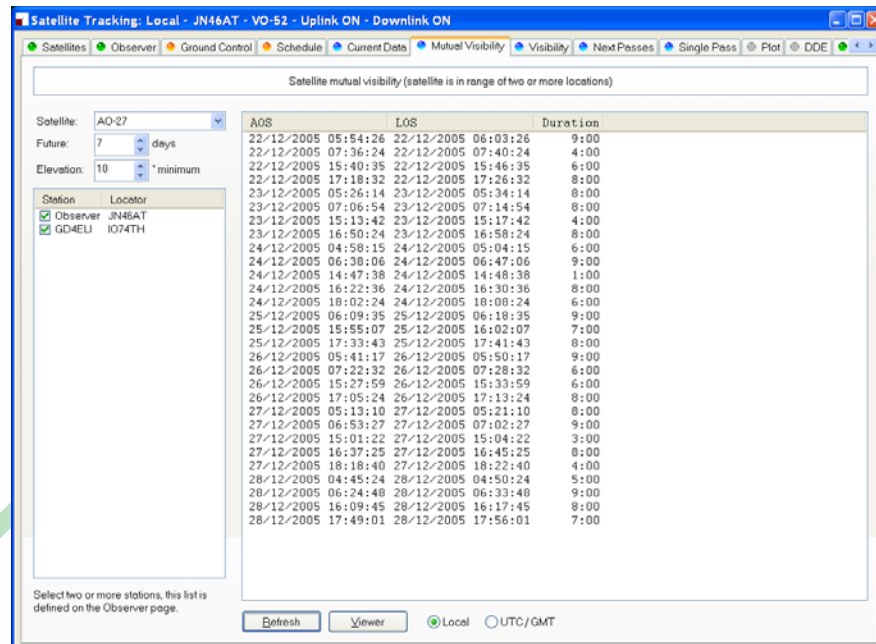 Satellite Tracking: Local - JN46AT - VO-52 - Uplink ON - Downlink ON
Satellites Observer Ground Control Schedule Current Data Mutual Visibility Visibility Next Passes Single Pass Plot DDE
Satellite mutual visibility (satellite is in range of two or more locations)
Satellite: AO-27
Future: 7 days
Elevation: 10 ° minimum
Station Locator
Observer JN46AT
GD4ELI IO74TH
Select two or more stations, this list is
defined on the Observer page.
AOS LOS Duration
22/12/2005 05:54:26 22/12/2005 06:03:26 9:00
22/12/2005 07:36:24 22/12/2005 07:40:24 4:00
22/12/2005 15:40:35 22/12/2005 15:46:35 6:00
22/12/2005 17:18:32 22/12/2005 17:26:32 8:00
23/12/2005 05:26:14 23/12/2005 05:34:14 8:00
23/12/2005 07:06:54 23/12/2005 07:14:54 8:00
23/12/2005 15:13:42 23/12/2005 15:17:42 4:00
23/12/2005 16:50:24 23/12/2005 16:58:24 8:00
24/12/2005 04:58:15 24/12/2005 05:04:15 6:00
24/12/2005 06:38:06 24/12/2005 06:47:06 9:00
24/12/2005 14:47:38 24/12/2005 14:48:38 1:00
24/12/2005 16:22:36 24/12/2005 16:30:36 8:00
24/12/2005 18:02:24 24/12/2005 18:08:24 6:00
25/12/2005 06:09:35 25/12/2005 06:18:35 9:00
25/12/2005 15:55:07 25/12/2005 16:02:07 7:00
25/12/2005 17:33:43 25/12/2005 17:41:43 8:00
26/12/2005 05:41:17 26/12/2005 05:50:17 9:00
26/12/2005 07:22:32 26/12/2005 07:28:32 6:00
26/12/2005 15:27:59 26/12/2005 15:33:59 6:00
26/12/2005 17:05:24 26/12/2005 17:13:24 8:00
27/12/2005 05:13:10 27/12/2005 05:21:10 8:00
27/12/2005 06:53:27 27/12/2005 07:02:27 9:00
27/12/2005 15:01:22 27/12/2005 15:04:22 3:00
27/12/2005 16:37:25 27/12/2005 16:45:25 8:00
27/12/2005 18:18:40 27/12/2005 18:22:40 4:00
28/12/2005 04:45:24 28/12/2005 04:50:24 5:00
28/12/2005 06:24:48 28/12/2005 06:33:48 9:00
28/12/2005 16:09:45 28/12/2005 16:17:45 8:00
28/12/2005 17:49:01 28/12/2005 17:56:01 7:00
Refresh Viewer Local UTC/GMT